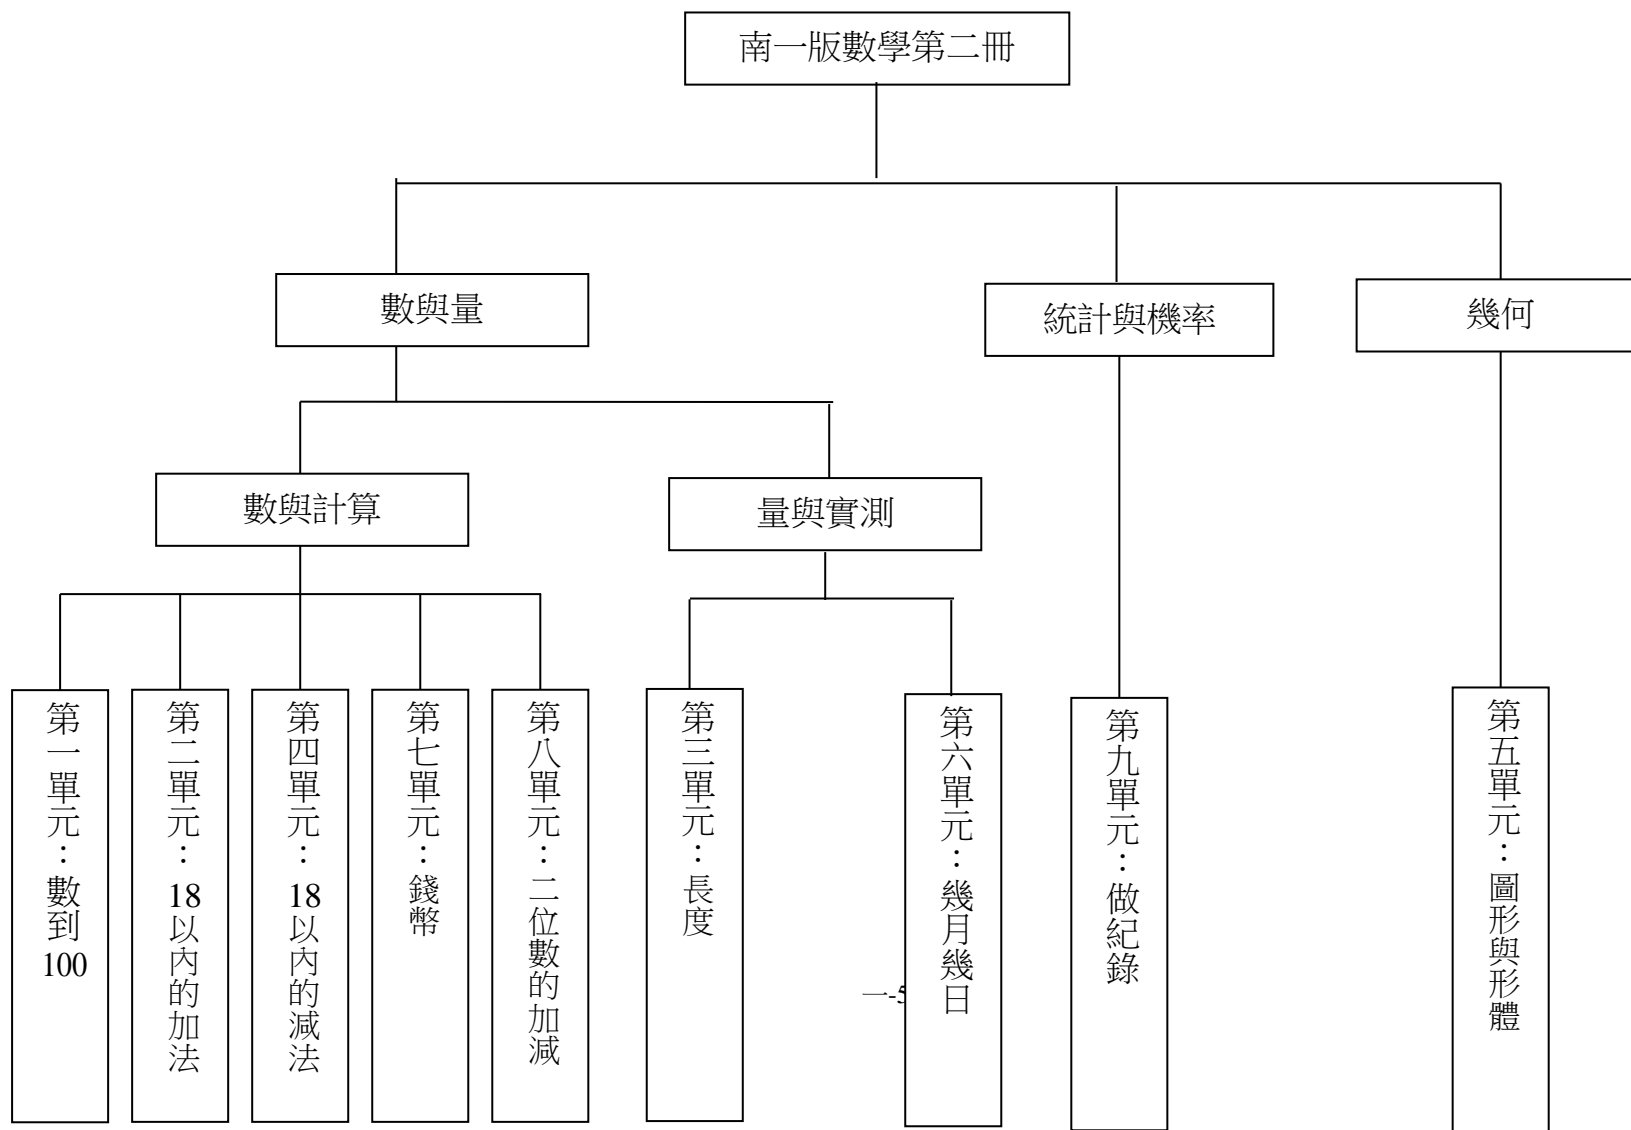 南一版數學第二冊
數與量
統計與機率
幾何
數與計算
量與實測
第一單元：數到100
第二單元：18以內的加法
第四單元：18以內的減法
第七單元：錢幣
第八單元：二位數的加減
第三單元：長度
第六單元：幾月幾日
第九單元：做紀錄
第五單元：圖形與形體
一-5